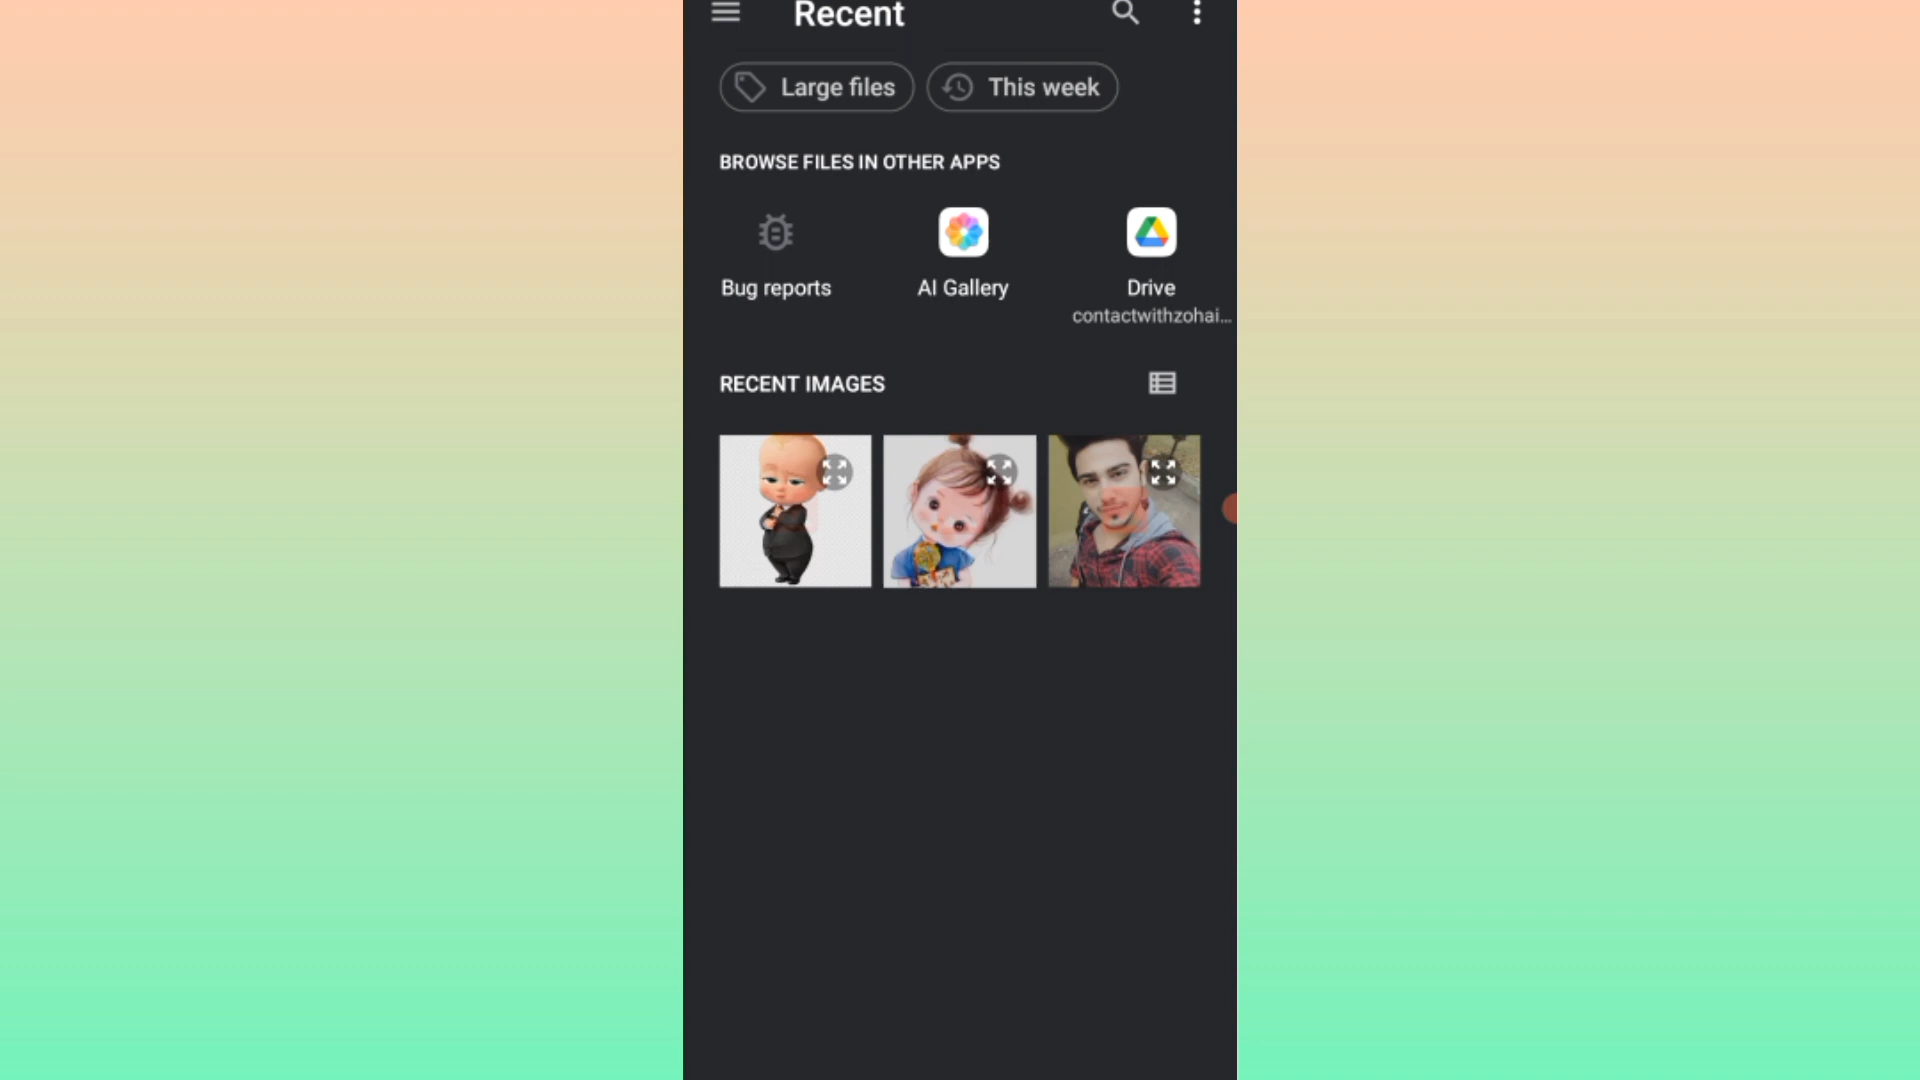 Recent
Large files
This week
BROWSE FILES IN OTHER APPS
Bug reports
AI Gallery
Drive
contactwithzohai...
RECENT IMAGES